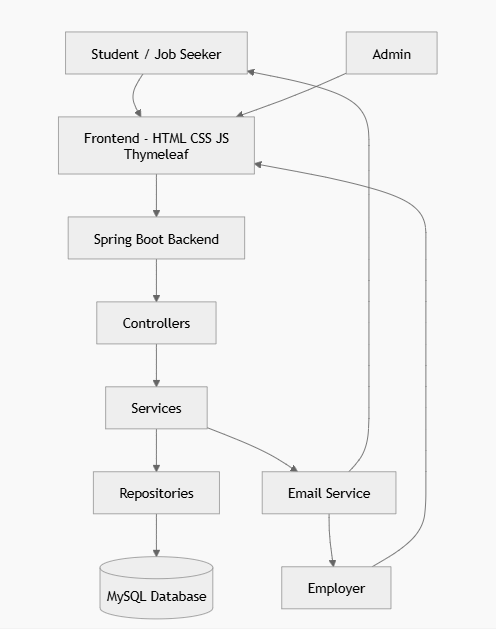 Student / Job Seeker
Admin
Frontend - HTML CSS JS
Thymeleaf
Spring Boot Backend
Controllers
Services
Repositories
Email Service
MySQL Database
Employer